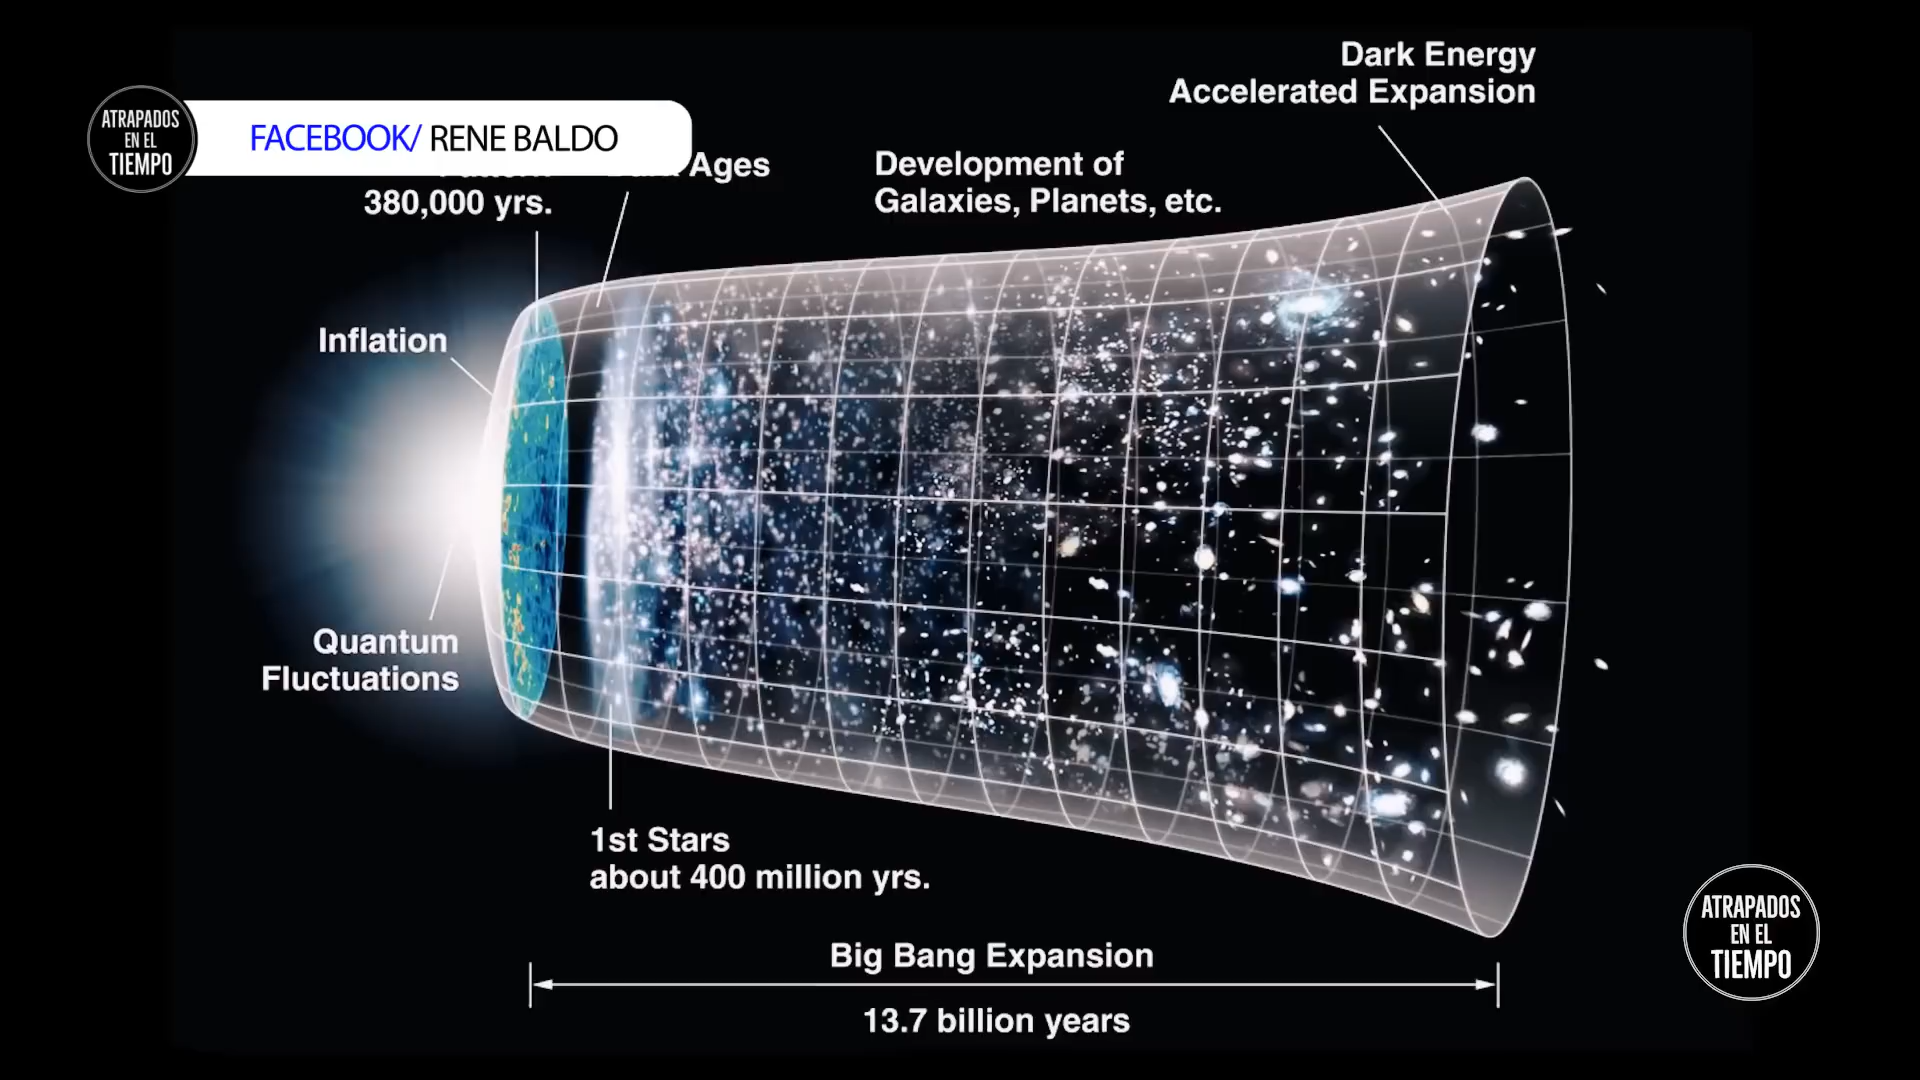 Dark Energy
Accelerated Expansion
ATRAPADOS
EN EL
TIEMPO
FACEBOOK/ RENE BALDO
Ages
380,000 yrs.
Development of
Galaxies, Planets, etc.
Inflation
Quantum
Fluctuations
1st Stars
about 400 million yrs.
Big Bang Expansion
13.7 billion years
ATRAPADOS
EN EL
TIEMPO